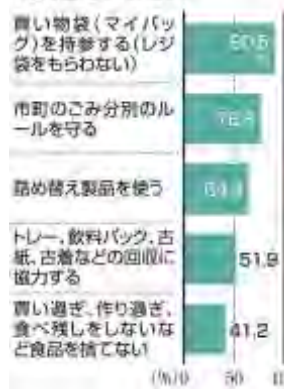 買い物袋(マイバッ
グ)を持参する(レジ
袋をもらわない)
市町のごみ分別のル
ールを守る
詰め替え製品を使う
トレー、飲料パック、古
紙、古着などの回収に
協力する
51.9
買い過ぎ、作り過ぎ、
食べ残しをしないな
ど食品を捨てない
41.2
(%)0 50